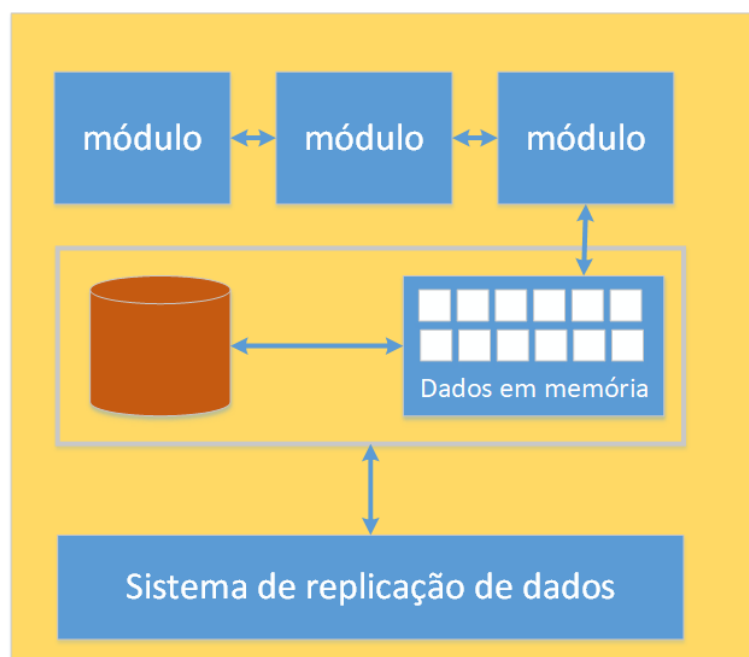 módulo
módulo
módulo
Dados em memória
Sistema de replicação de dados